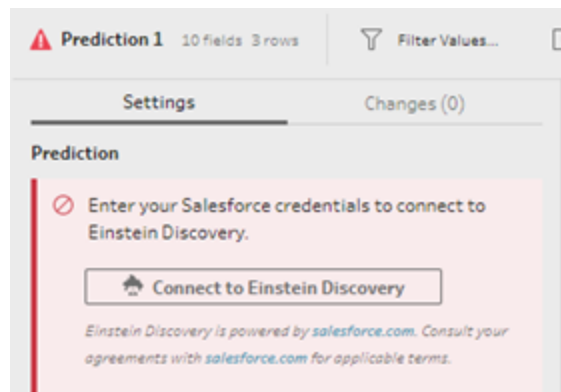 Prediction 1 10 fields 3 rows Filter Values...
Settings Changes (0)
Prediction
Enter your Salesforce credentials to connect to
Einstein Discovery.
Connect to Einstein Discovery
Einstein Discovery is powered by salesforce.com. Consult your
agreements with salesforce.com for applicable terms.